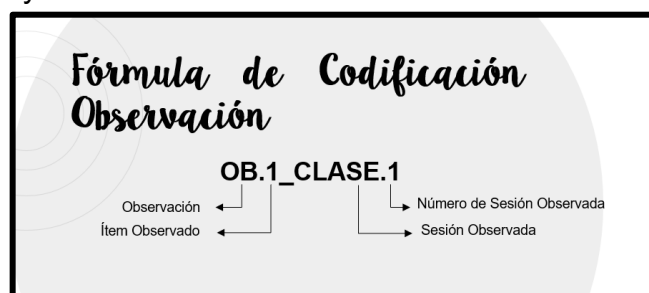 Fórmula de Codificación
Observación
OB.1_CLASE.1
Observación
Número de Sesión Observada
Ítem Observado
Sesión Observada